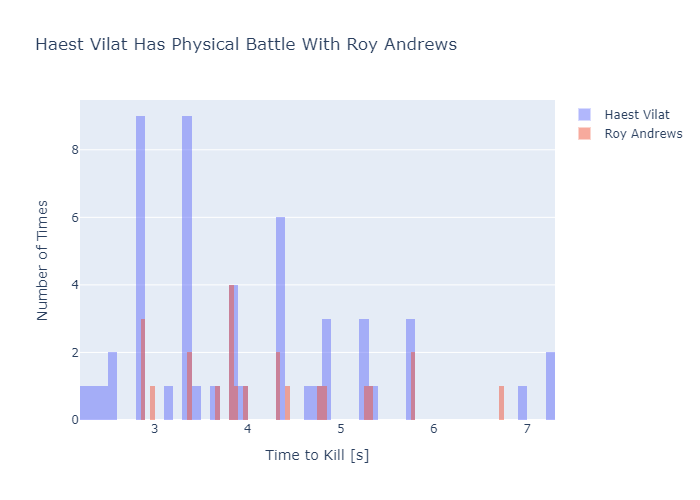 Haest Vilat Has Physical Battle With Roy Andrews
Haest Vilat
Roy Andrews
Number of Times
8
6
4
2
0
3 4 5 6 7
Time to Kill [s]